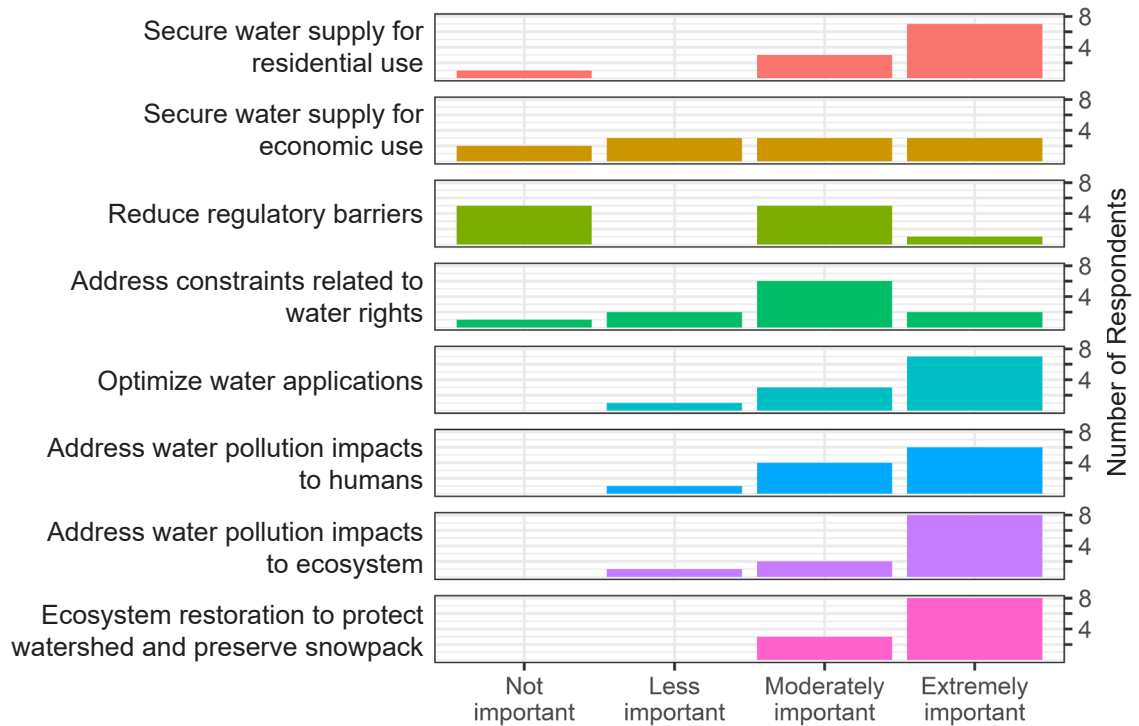 Secure water supply for
residential use
8
4
Secure water supply for
economic use
8
4
Reduce regulatory barriers
8
4
Address constraints related to
water rights
8
4
Optimize water applications
8
4
Address water pollution impacts
to humans
8
4
Address water pollution impacts
to ecosystem
8
4
Ecosystem restoration to protect
watershed and preserve snowpack
8
4
Number of Respondents
Not
important
Less
important
Moderately
important
Extremely
important